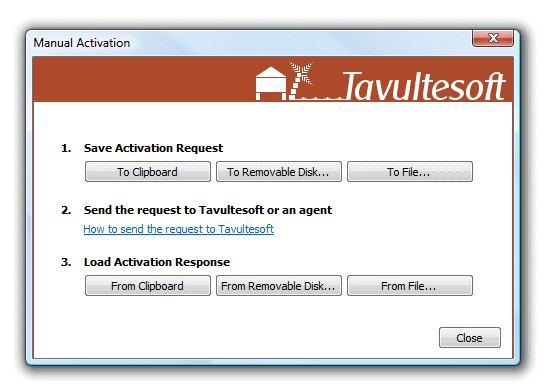 Manual Activation
Tavultesoft
1. Save Activation Request
To Clipboard To Removable Disk... To File...
2. Send the request to Tavultesoft or an agent
How to send the request to Tavultesoft
3. Load Activation Response
From Clipboard From Removable Disk... From File...
Close